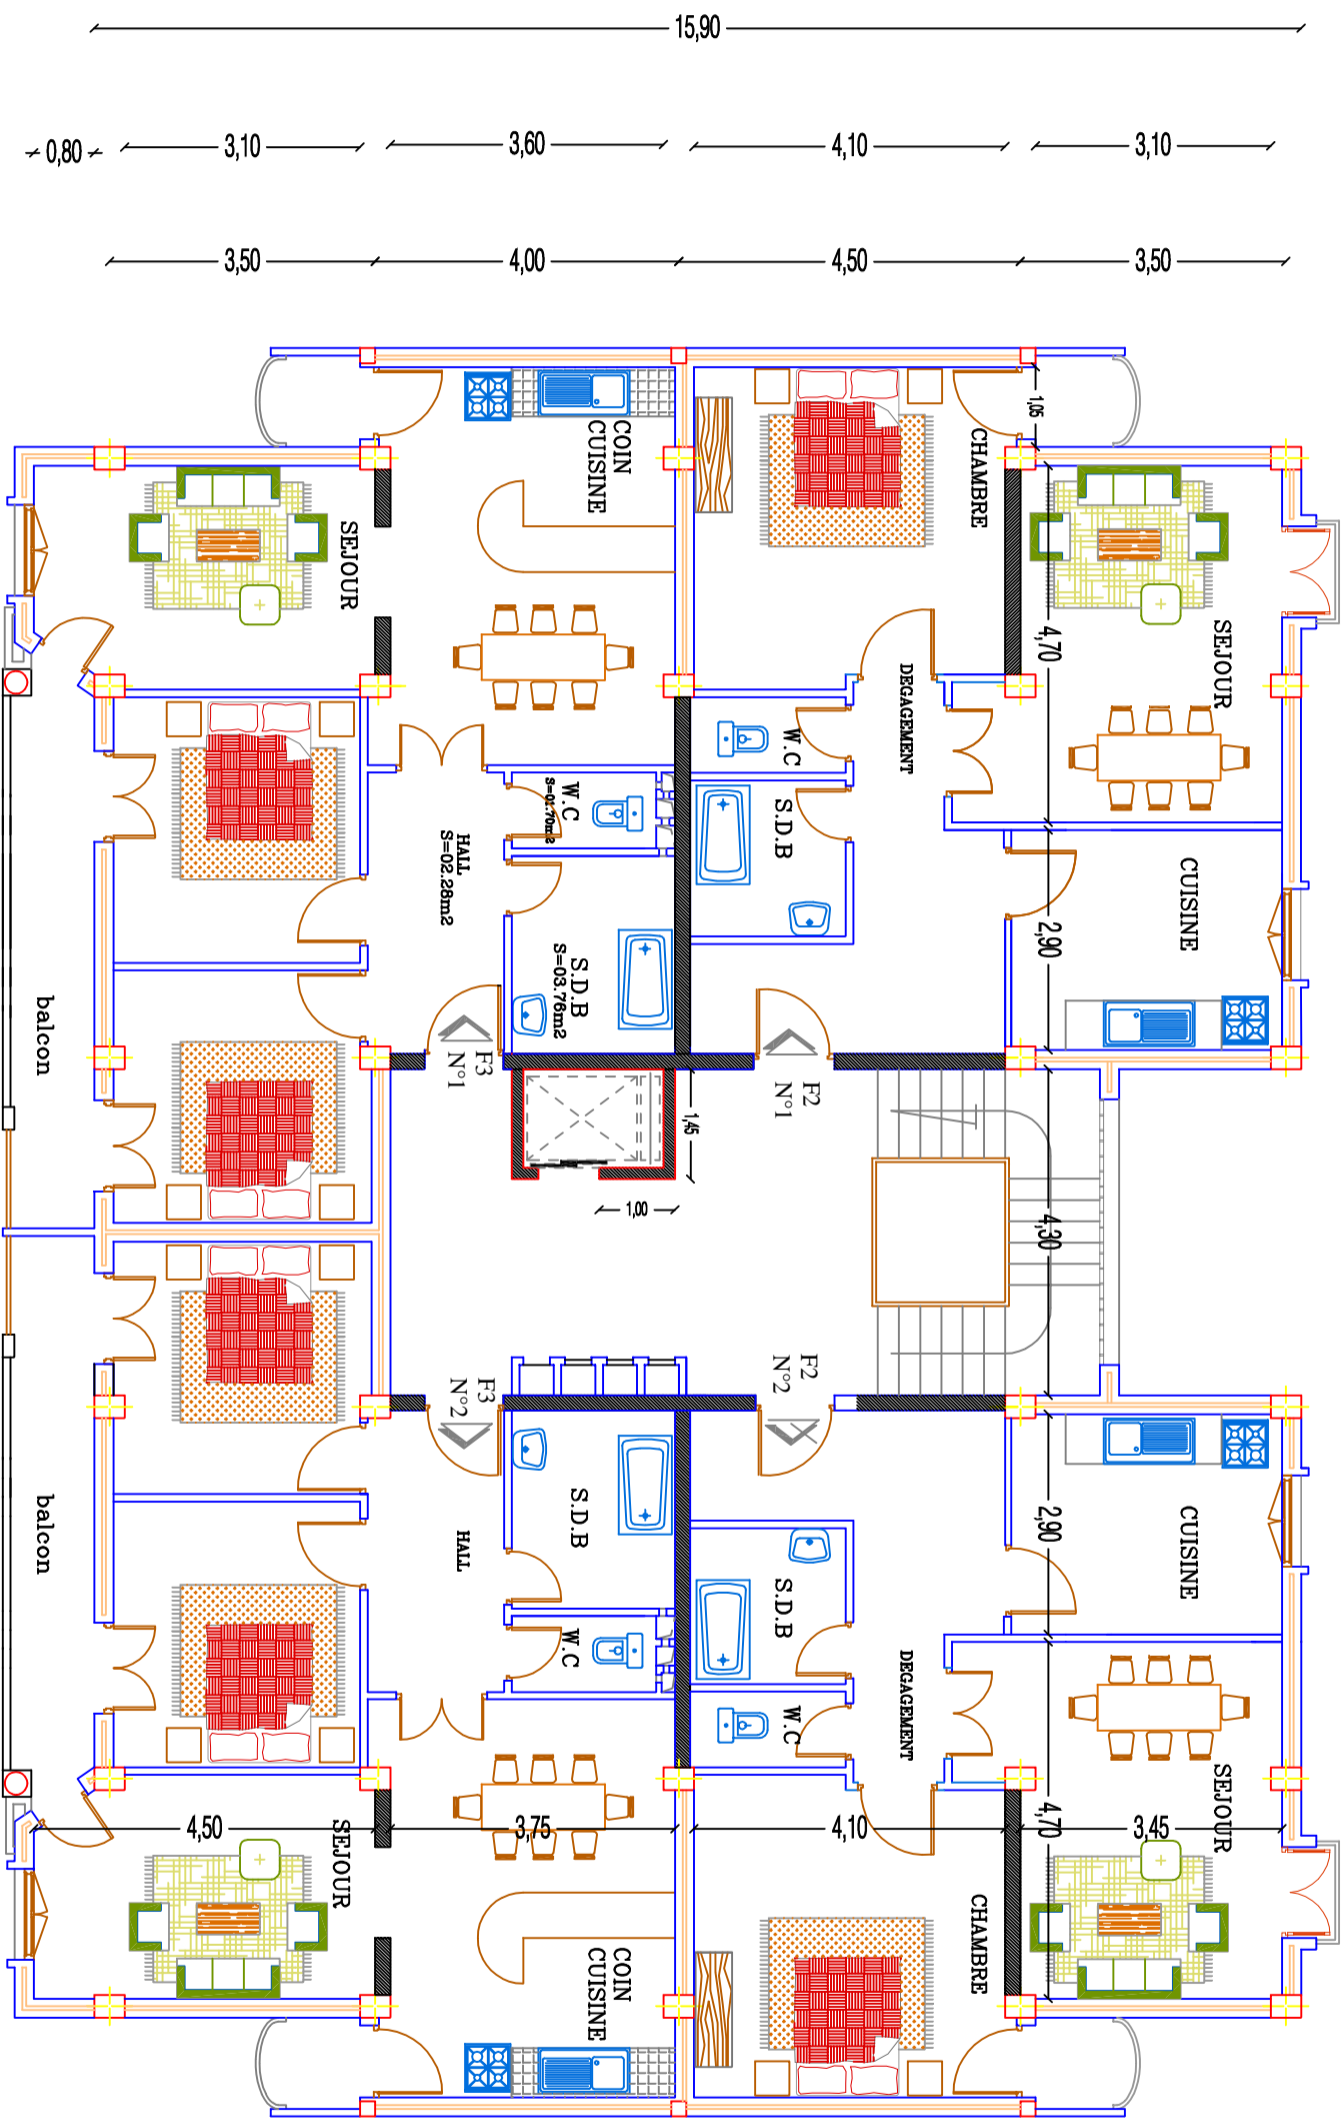 15,90
0,80
3,10
3,60
4,10
3,10
3,50
4,00
4,50
3,50
1,05
COIN
CUISINE
CHAMBRE
SEJOUR
4,70
SEJOUR
DEGAGEMENT
W.C
W.C
S=01.70m2
HALL
S=02.28m2
S.D.B
CUISINE
2,90
S.D.B
S=03.76m2
balcon
F3
N°1
F2
N°1
1,45
1,00
4,30
F3
N°2
F2
N°2
balcon
HALL
S.D.B
2,90
CUISINE
S.D.B
W.C
DEGAGEMENT
W.C
SEJOUR
4,50
3,75
4,10
4,70
3,45
SEJOUR
COIN
CUISINE
CHAMBRE